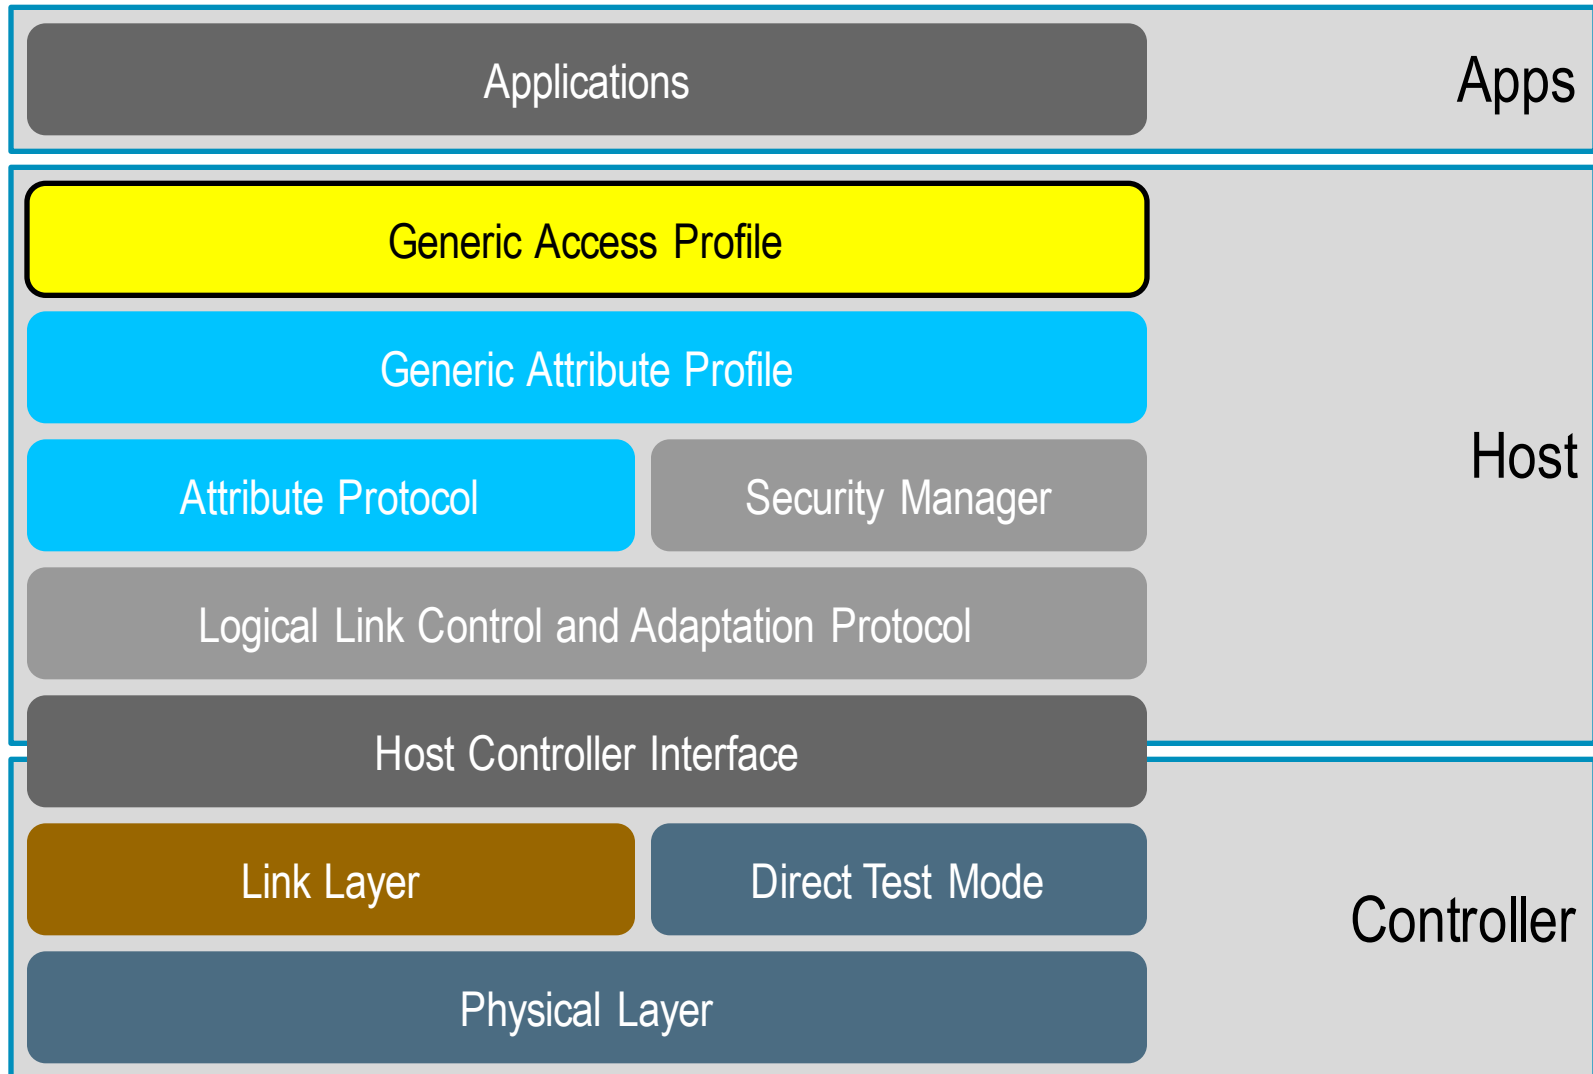 Applications
Apps
Generic Access Profile
Generic Attribute Profile
Attribute Protocol
Security Manager
Host
Logical Link Control and Adaptation Protocol
Host Controller Interface
Link Layer
Direct Test Mode
Controller
Physical Layer